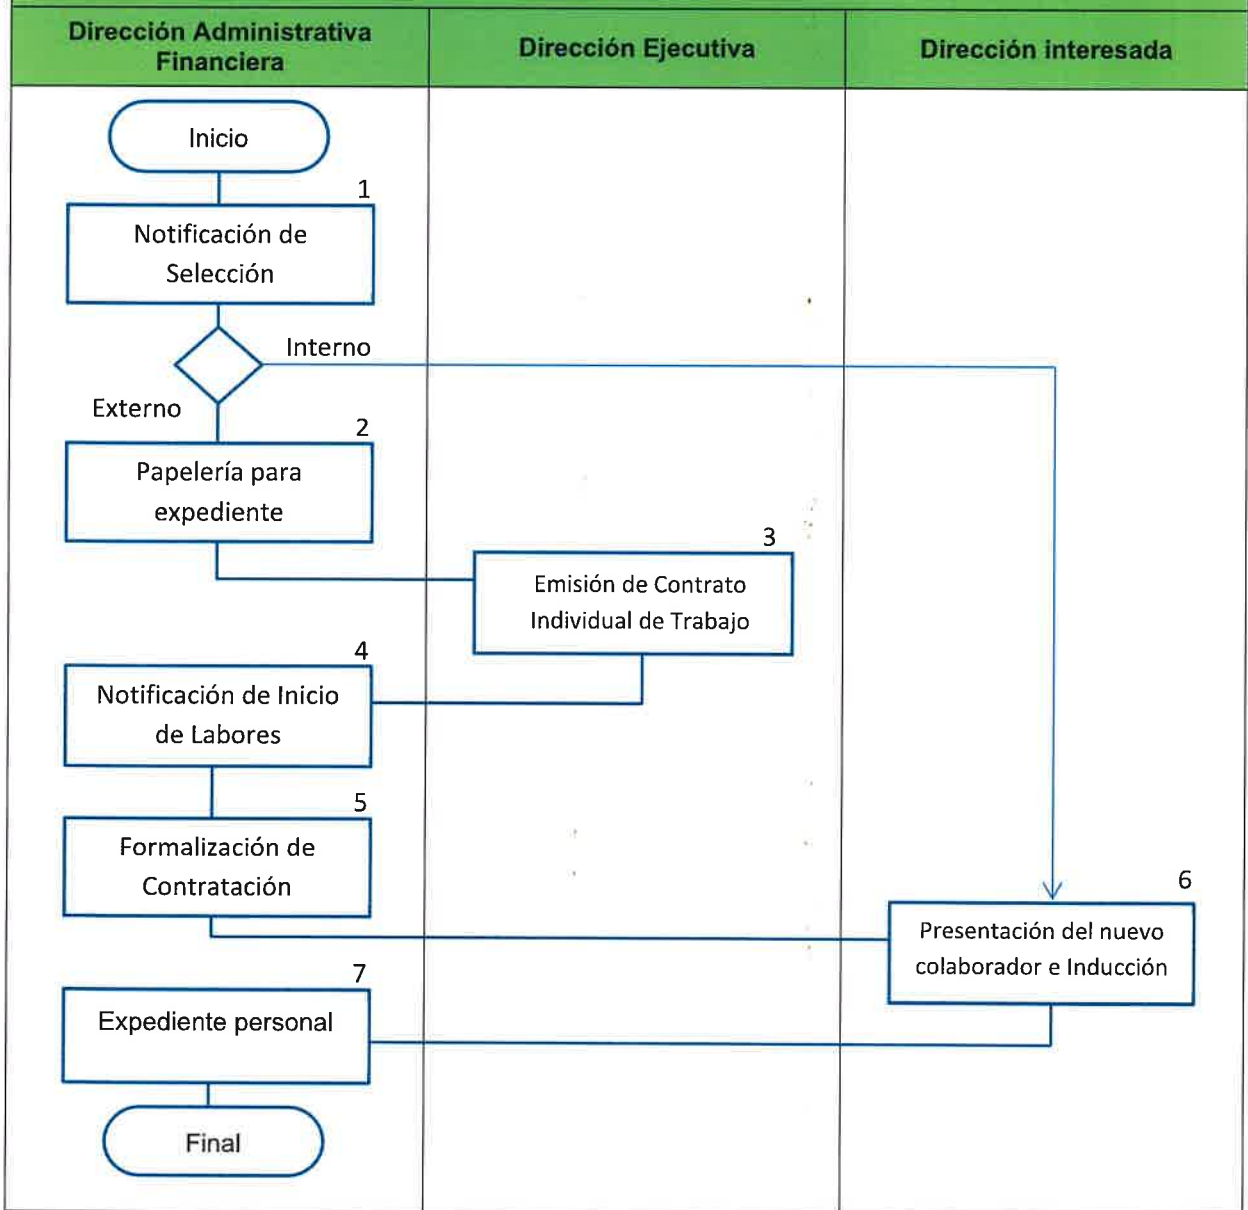 Dirección Administrativa
Financiera
Dirección Ejecutiva
Dirección interesada
Inicio
1
Notificación de
Selección
Interno
Externo
2
Papelería para
expediente
3
Emisión de Contrato
Individual de Trabajo
4
Notificación de Inicio
de Labores
5
Formalización de
Contratación
6
Presentación del nuevo
colaborador e Inducción
7
Expediente personal
Final